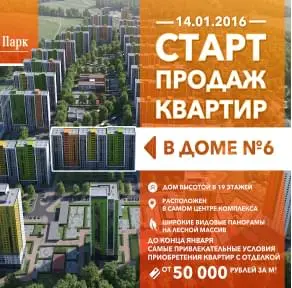 Парк
14.01.2016
СТАРТ
ПРОДАЖ
КВАРТИР
В ДОМЕ №6
ДОМ ВЫСОТОЙ В 19 ЭТАЖЕЙ
РАСПОЛОЖЕН
В САМОМ ЦЕНТРЕ КОМПЛЕКСА
ШИРОКИЕ ВИДОВЫЕ ПАНОРАМЫ
НА ЛЕСНОЙ МАССИВ
ДО КОНЦА ЯНВАРЯ
САМЫЕ ПРИВЛЕКАТЕЛЬНЫЕ УСЛОВИЯ
ПРИОБРЕТЕНИЯ КВАРТИР С ОТДЕЛКОЙ
ОТ 50 000 РУБЛЕЙ ЗА М²